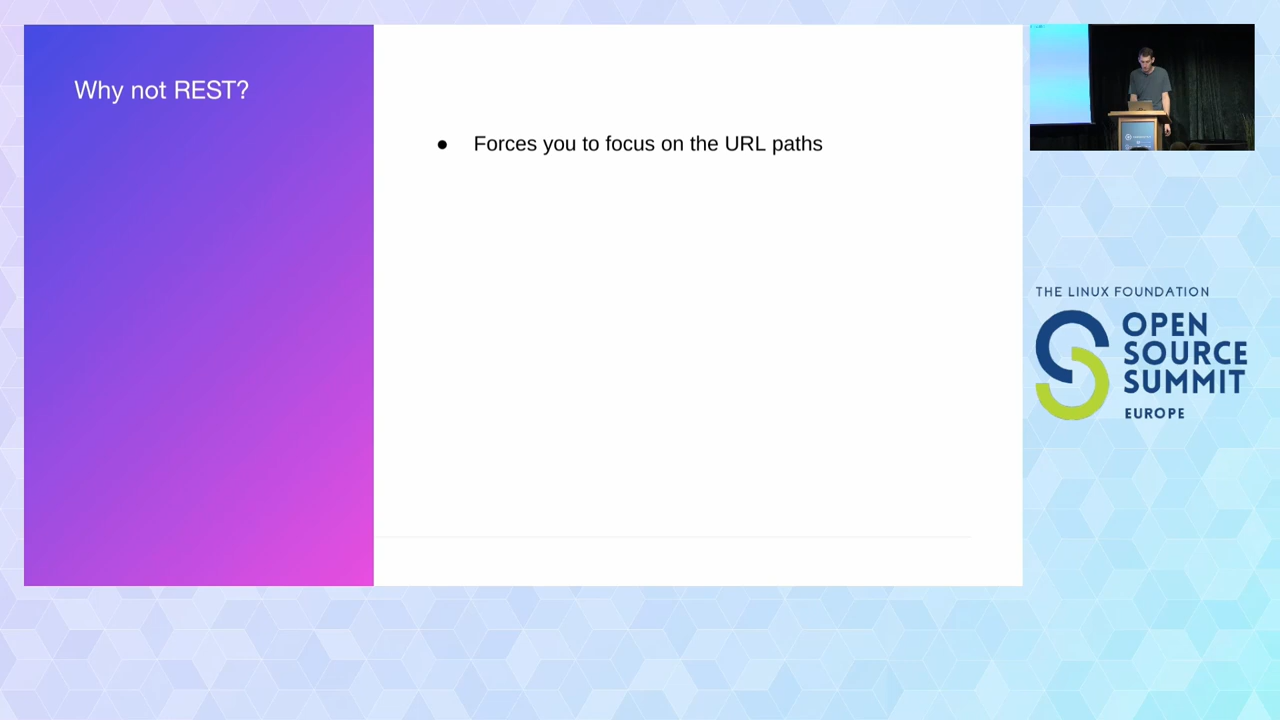 Why not REST?
● Forces you to focus on the URL paths
THE LINUX FOUNDATION
OPEN
SOURCE
SUMMIT
EUROPE